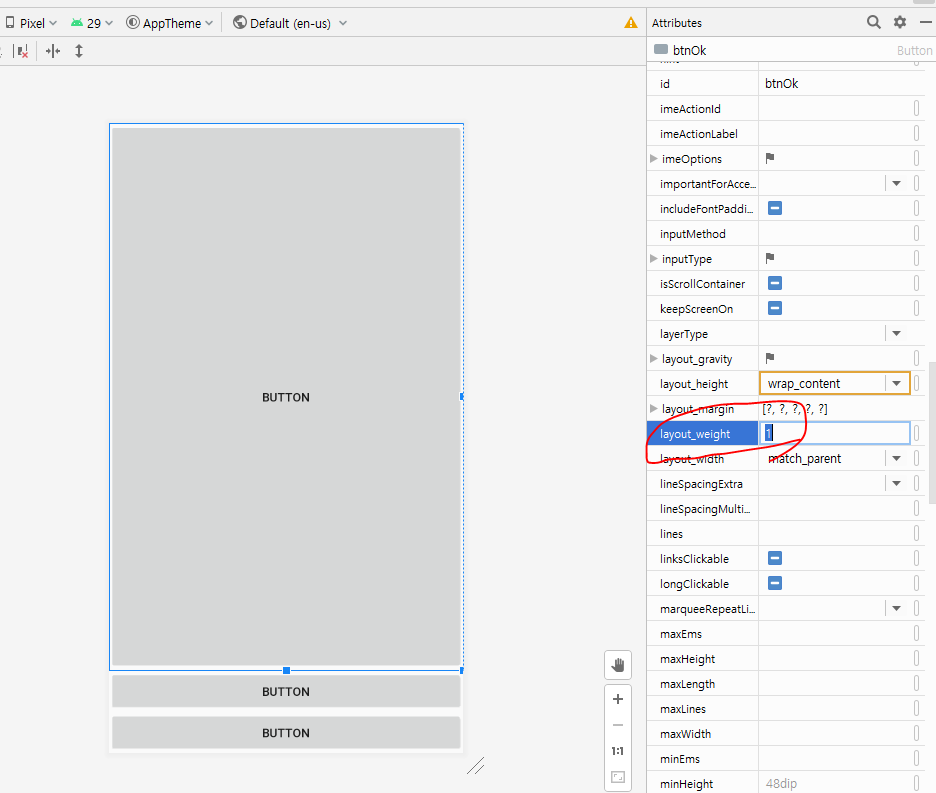 Pixel 29 AppTheme Default (en-us)
Attributes
btnOk Button
id btnOk
imeActionId
imeActionLabel
imeOptions
importantForAcce...
includeFontPaddi...
inputMethod
inputType
isScrollContainer
keepScreenOn
layerType
layout_gravity
layout_height wrap_content
layout_margin [?, ?, ?, ?, ?]
layout_weight 1
layout_width match_parent
lineSpacingExtra
lineSpacingMulti...
lines
linksClickable
longClickable
marqueeRepeatLi...
maxEms
maxHeight
maxLength
maxLines
maxWidth
minEms
minHeight 48dip
BUTTON
BUTTON
BUTTON
1:1